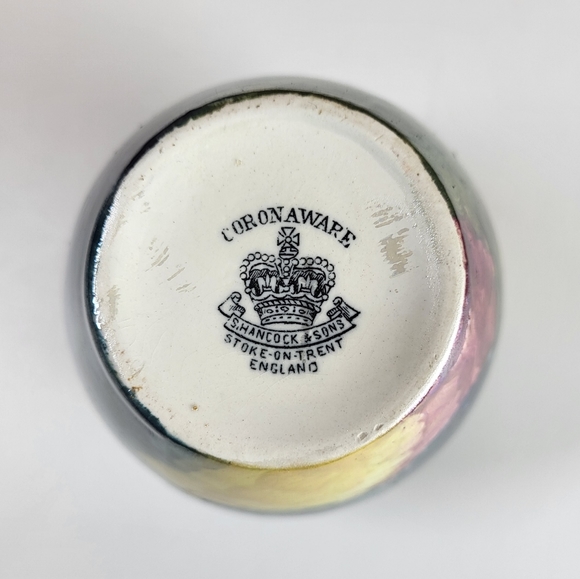 CORONAWARE
S. HANCOCK & SONS
STOKE-ON-TRENT
ENGLAND